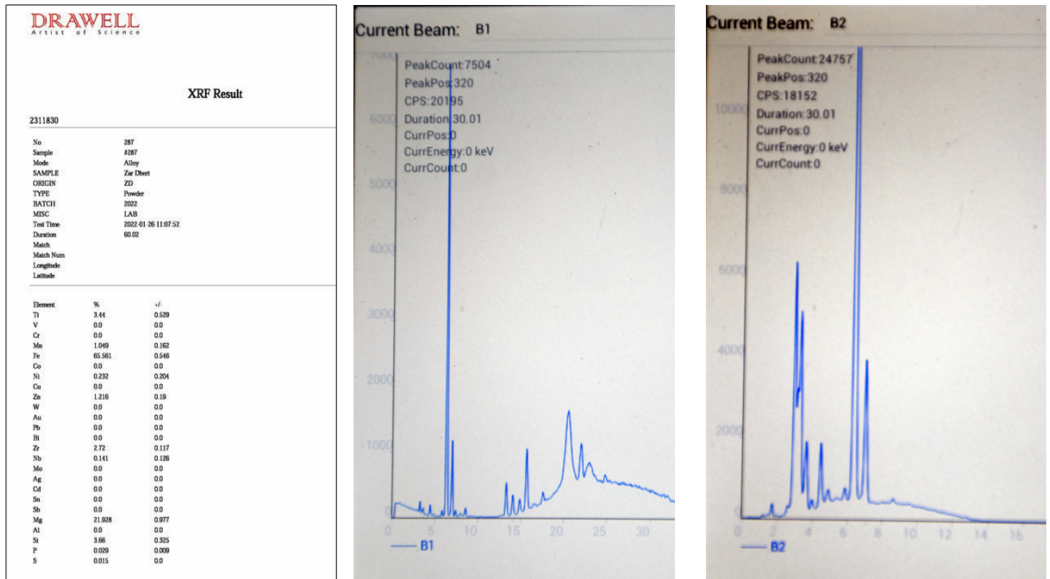 DRAWELL
Artist of Science
XRF Result
2311830
No 287
Sample #287
Mode Alloy
SAMPLE Zar Dheri
ORIGIN ZD
TYPE Powder
BATCH 2022
MISC LAB
Test Time 2022-01-26 11:07:52
Duration 60.02
Match
Match Num
Longitude
Latitude
Element % +/-
Ti 3.44 0.529
V 0.0 0.0
Cr 0.0 0.0
Mn 1.049 0.162
Fe 65.561 0.546
Co 0.0 0.0
Ni 0.232 0.204
Cu 0.0 0.0
Zn 1.216 0.19
W 0.0 0.0
Au 0.0 0.0
Pb 0.0 0.0
Bi 0.0 0.0
Zr 2.72 0.117
Nb 0.141 0.126
Mo 0.0 0.0
Ag 0.0 0.0
Cd 0.0 0.0
Sn 0.0 0.0
Sb 0.0 0.0
Mg 21.928 0.977
Al 0.0 0.0
Si 3.66 0.325
P 0.029 0.009
S 0.015 0.0
Current Beam: B1
PeakCount:7504
PeakPos:320
CPS:20195
Duration:30.01
CurrPos:0
CurrEnergy:0 keV
CurrCount:0
7000
6000
5000
4000
3000
2000
1000
0
0 5 10 15 20 25 30
B1
Current Beam: B2
PeakCount:24757
PeakPos:320
CPS:18152
Duration:30.01
CurrPos:0
CurrEnergy:0 keV
CurrCount:0
10000
8000
6000
4000
2000
0
0 2 4 6 8 10 12 14 16
B2